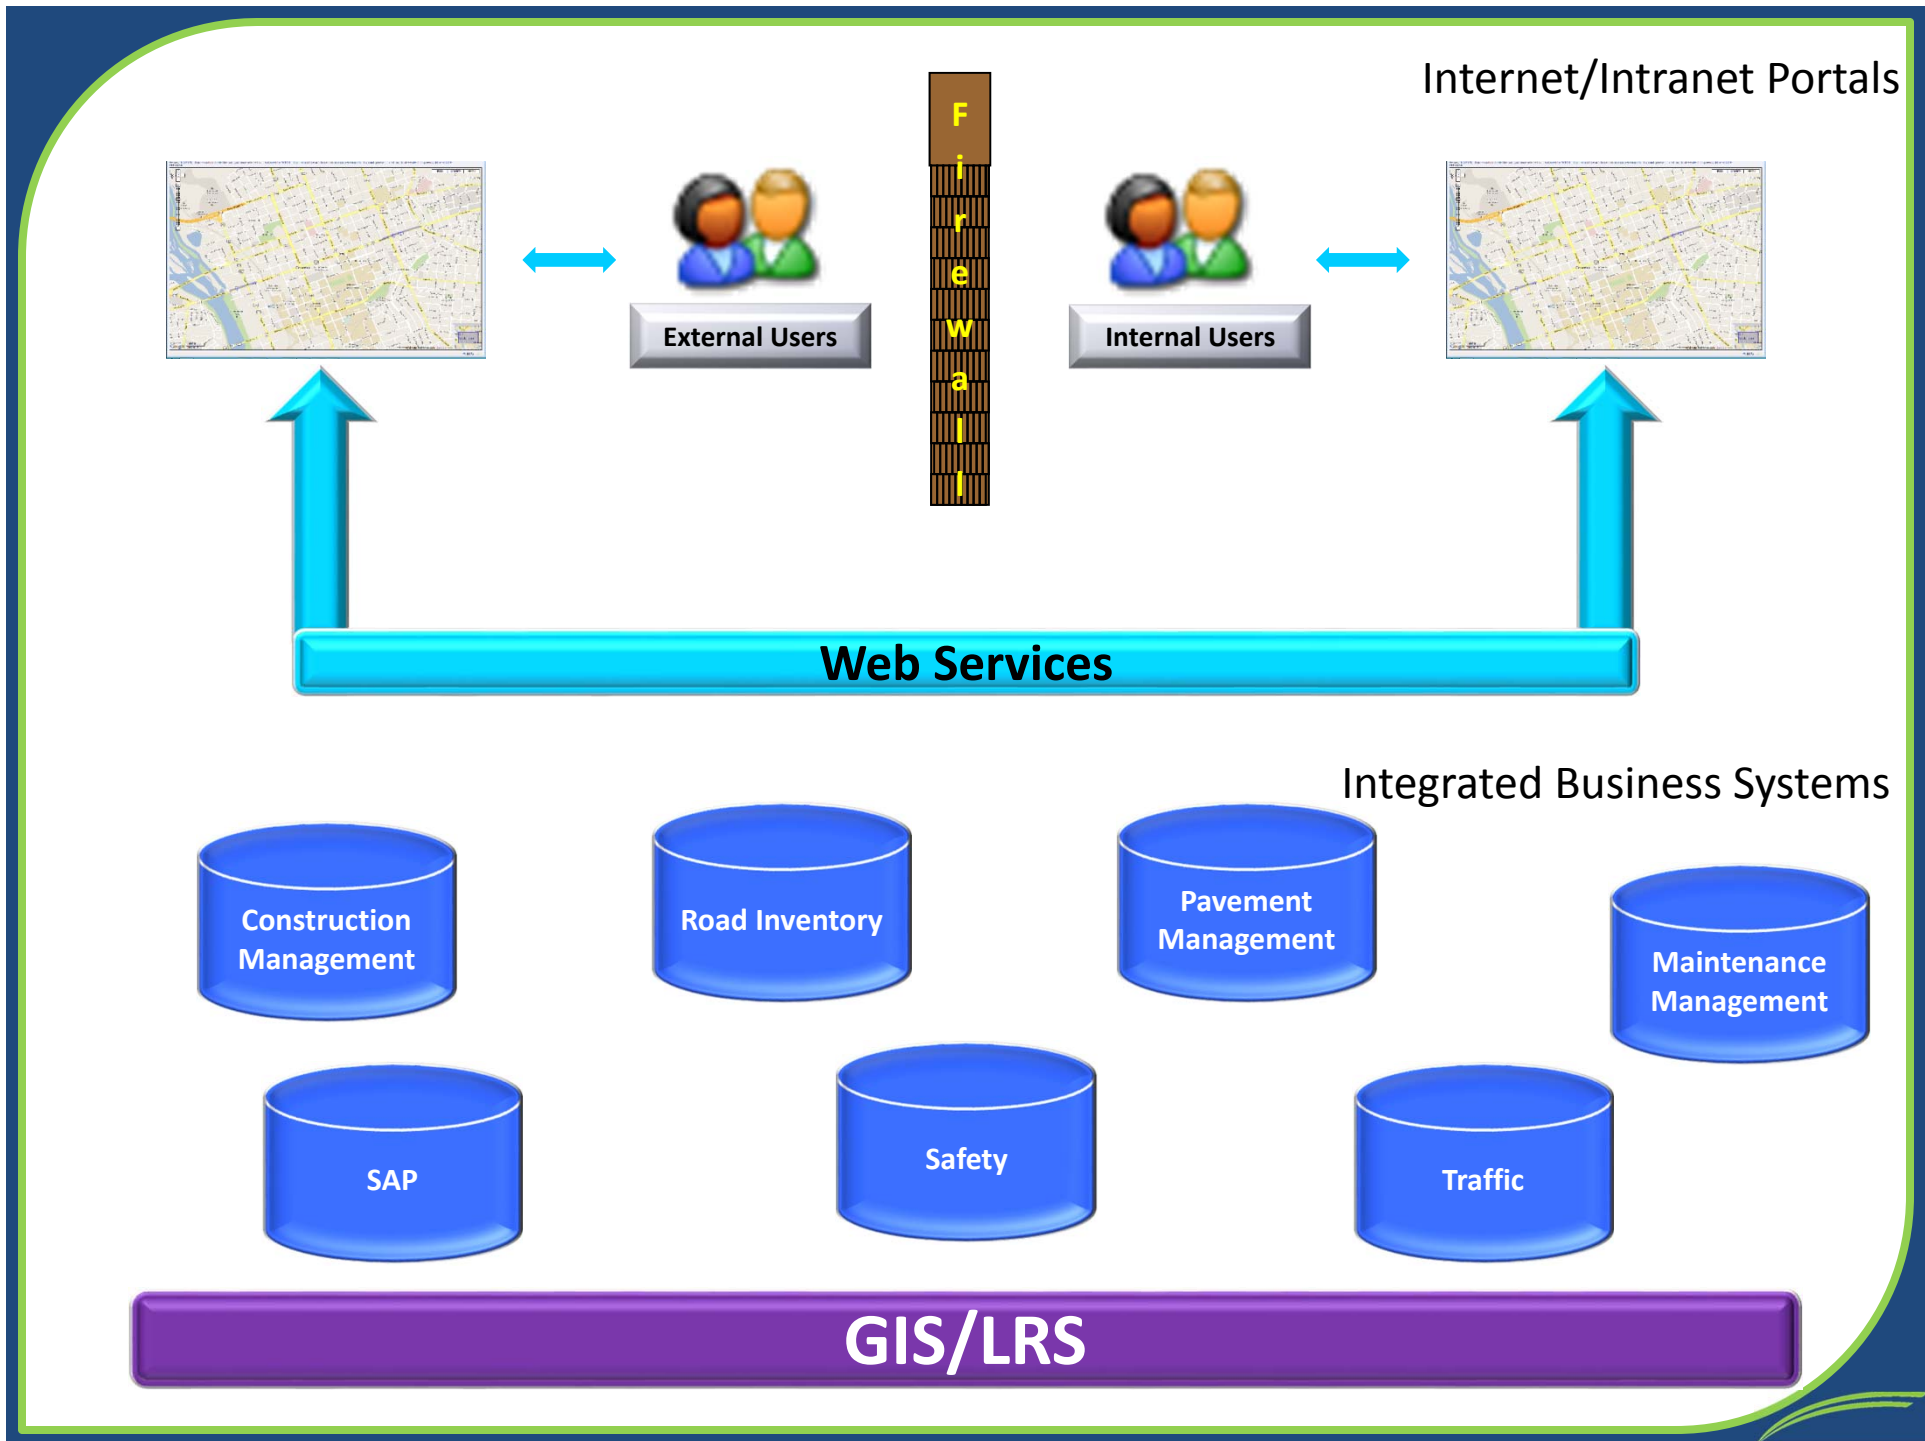 Internet/Intranet Portals
F
i
r
e
w
a
l
l
External Users
Internal Users
Web Services
Integrated Business Systems
Construction
Management
Road Inventory
Pavement
Management
Maintenance
Management
SAP
Safety
Traffic
GIS/LRS